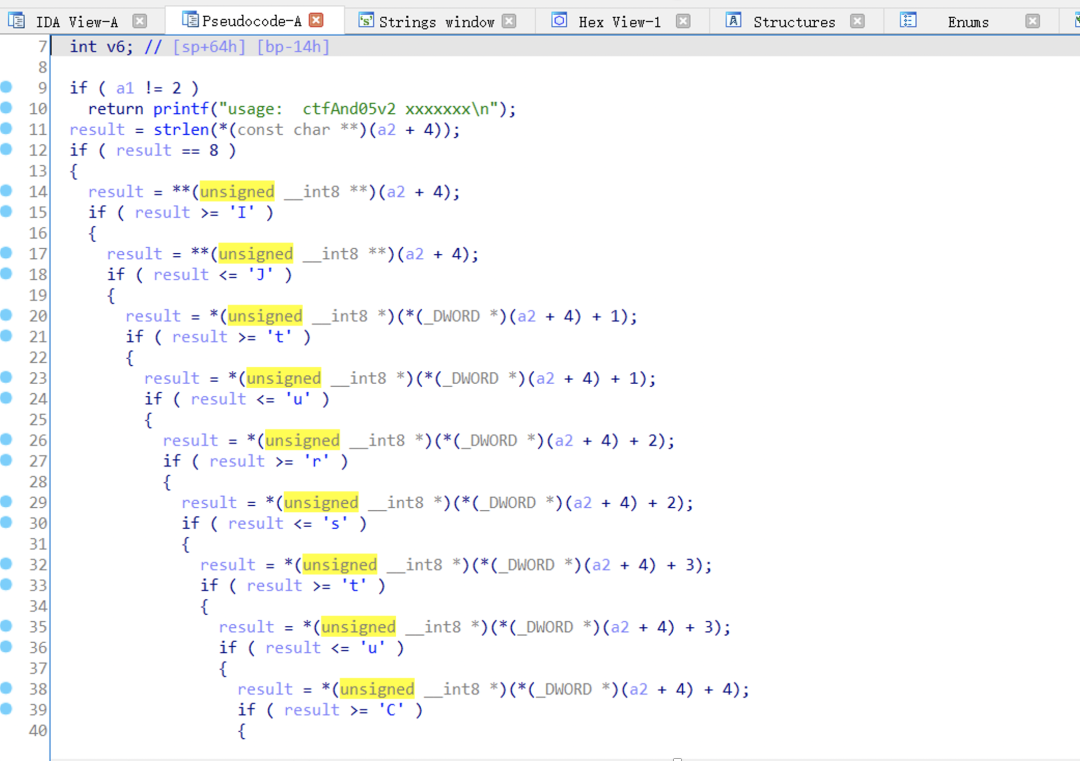 IDA View-A Pseudocode-A Strings window Hex View-1 Structures Enums
7 int v6; // [sp+64h] [bp-14h]
8
9 if ( a1 != 2 )
10 return printf("usage:  ctfAnd05v2 xxxxxxx\n");
11 result = strlen(*(const char **)(a2 + 4));
12 if ( result == 8 )
13 {
14 result = **(unsigned __int8 **)(a2 + 4);
15 if ( result >= 'I' )
16 {
17 result = **(unsigned __int8 **)(a2 + 4);
18 if ( result <= 'J' )
19 {
20 result = *(unsigned __int8 *)(*(_DWORD *)(a2 + 4) + 1);
21 if ( result >= 't' )
22 {
23 result = *(unsigned __int8 *)(*(_DWORD *)(a2 + 4) + 1);
24 if ( result <= 'u' )
25 {
26 result = *(unsigned __int8 *)(*(_DWORD *)(a2 + 4) + 2);
27 if ( result >= 'r' )
28 {
29 result = *(unsigned __int8 *)(*(_DWORD *)(a2 + 4) + 2);
30 if ( result <= 's' )
31 {
32 result = *(unsigned __int8 *)(*(_DWORD *)(a2 + 4) + 3);
33 if ( result >= 't' )
34 {
35 result = *(unsigned __int8 *)(*(_DWORD *)(a2 + 4) + 3);
36 if ( result <= 'u' )
37 {
38 result = *(unsigned __int8 *)(*(_DWORD *)(a2 + 4) + 4);
39 if ( result >= 'C' )
40 {